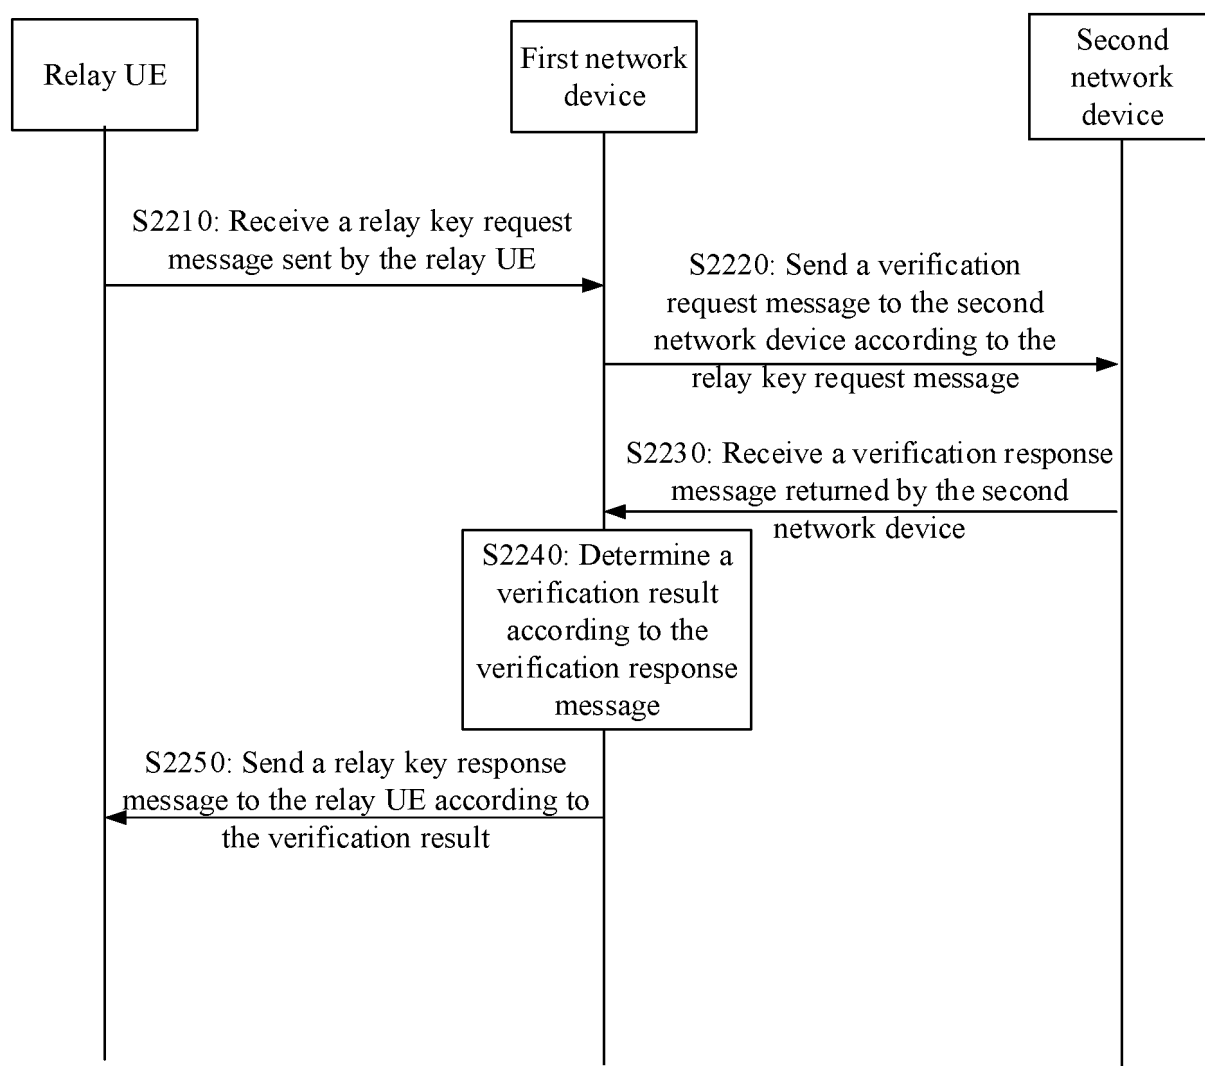 Relay UE
First network
device
Second
network
device
S2210: Receive a relay key request
message sent by the relay UE
S2220: Send a verification
request message to the second
network device according to the
relay key request message
S2230: Receive a verification response
message returned by the second
network device
S2240: Determine a
verification result
according to the
verification response
message
S2250: Send a relay key response
message to the relay UE according to
the verification result